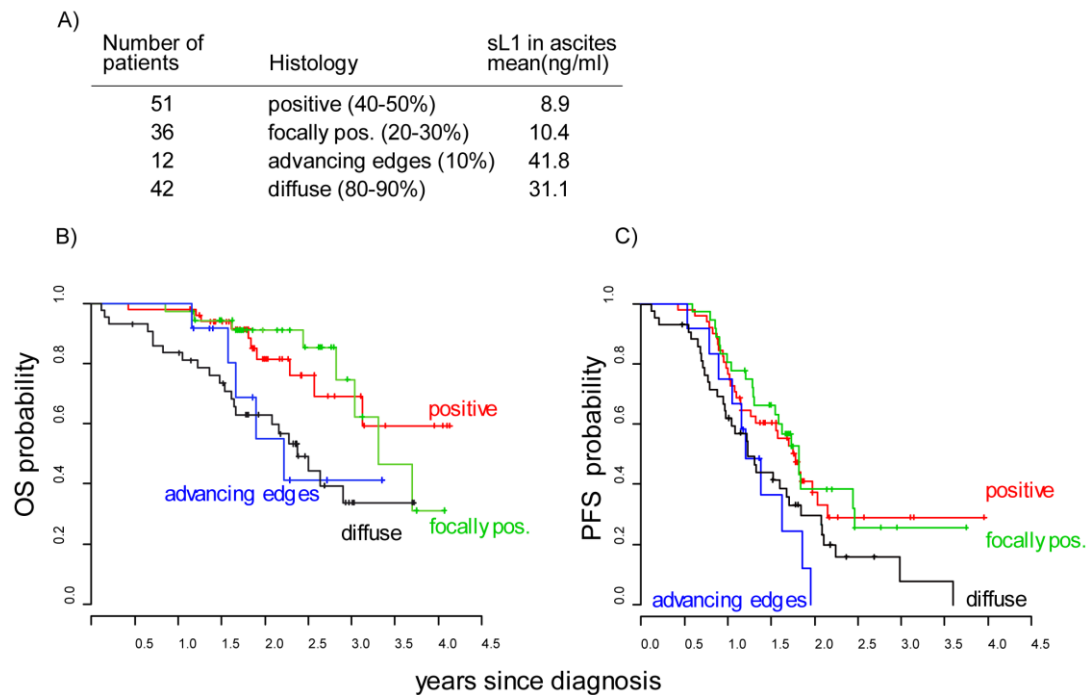 A)
Number of patients Histology sL1 in ascites mean(ng/ml)
51 positive (40-50%) 8.9
36 focally pos. (20-30%) 10.4
12 advancing edges (10%) 41.8
42 diffuse (80-90%) 31.1
B)
OS probability
1.0
0.8
0.6
0.4
0.2
0.0
positive
advancing edges
diffuse
focally pos.
0.5 1.0 1.5 2.0 2.5 3.0 3.5 4.0 4.5
C)
PFS probability
1.0
0.8
0.6
0.4
0.2
0.0
positive
focally pos.
advancing edges
diffuse
0.0 0.5 1.0 1.5 2.0 2.5 3.0 3.5 4.0 4.5
years since diagnosis